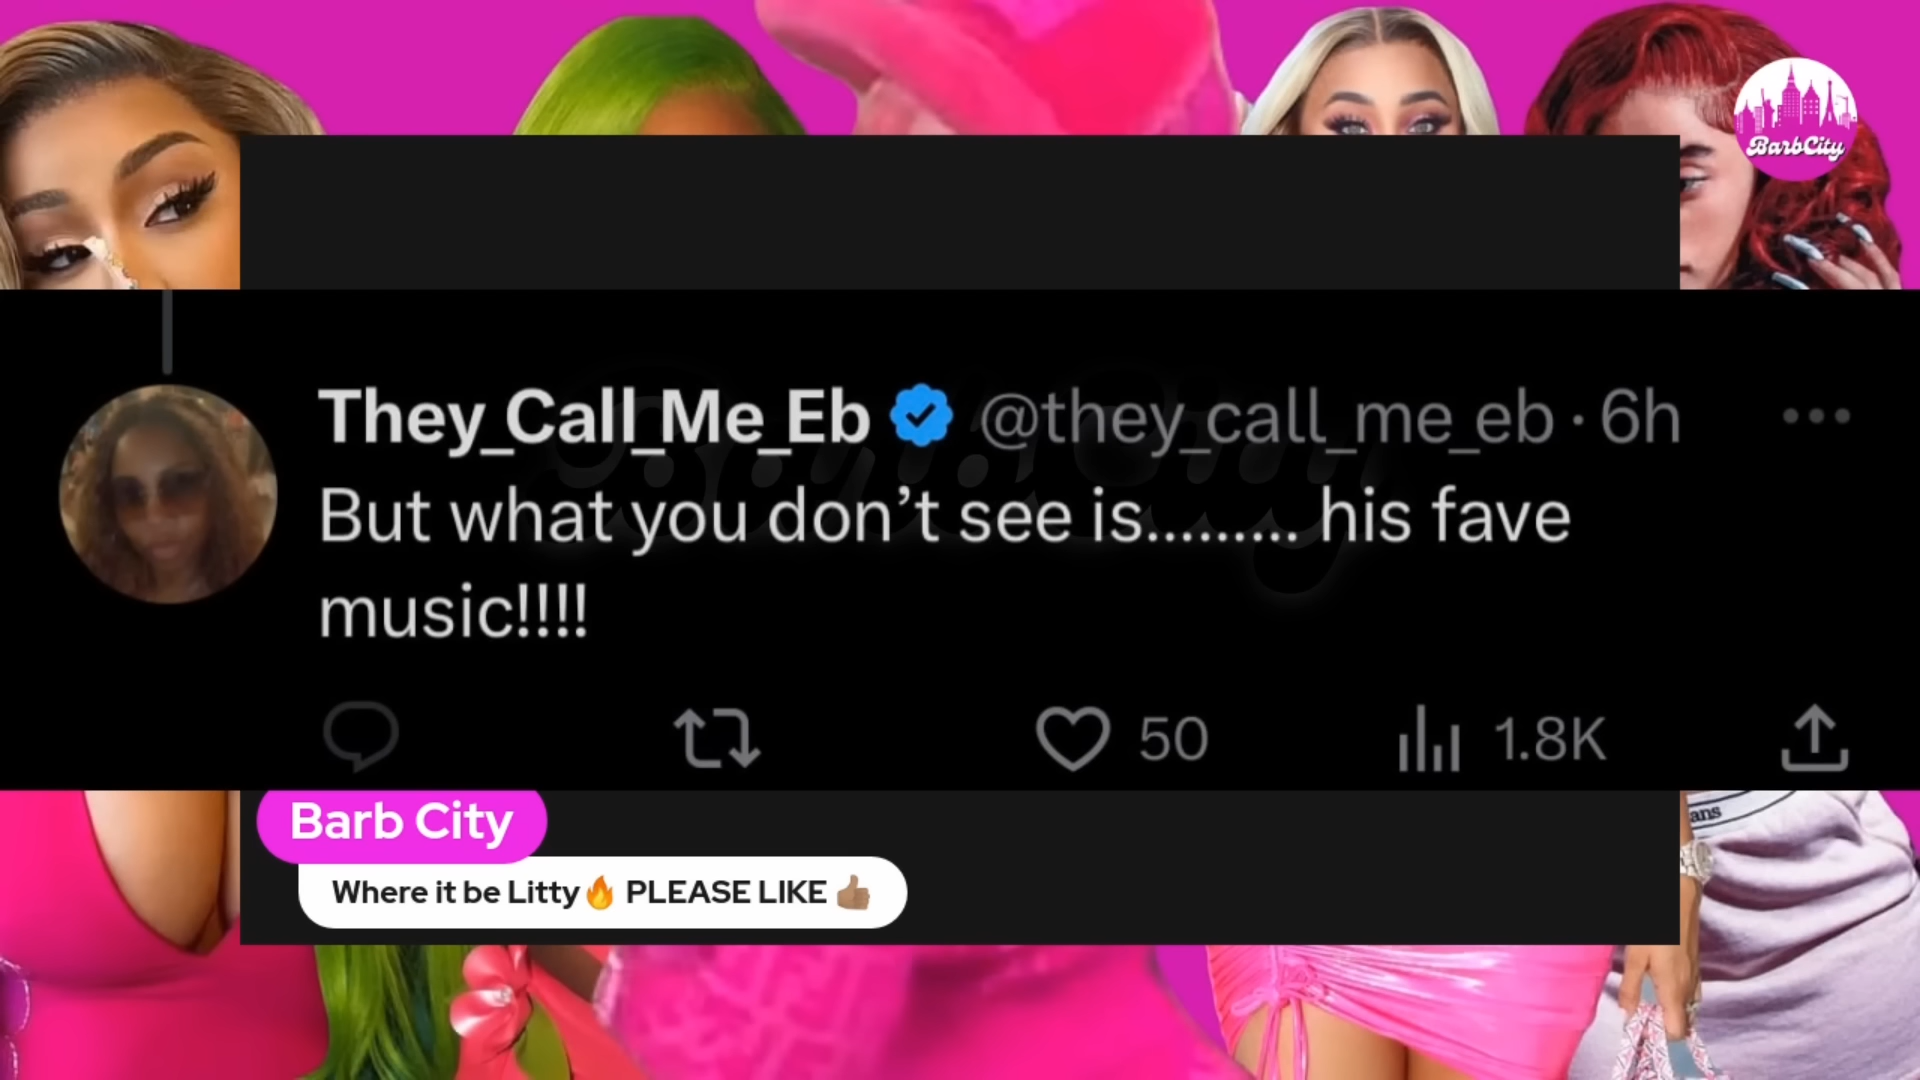 BarbCity
They_Call_Me_Eb @they_call_me_eb · 6h
But what you don’t see is......... his fave
music!!!!
50 1.8K
Barb City
Where it be Litty🔥 PLEASE LIKE 👍🏽
ans